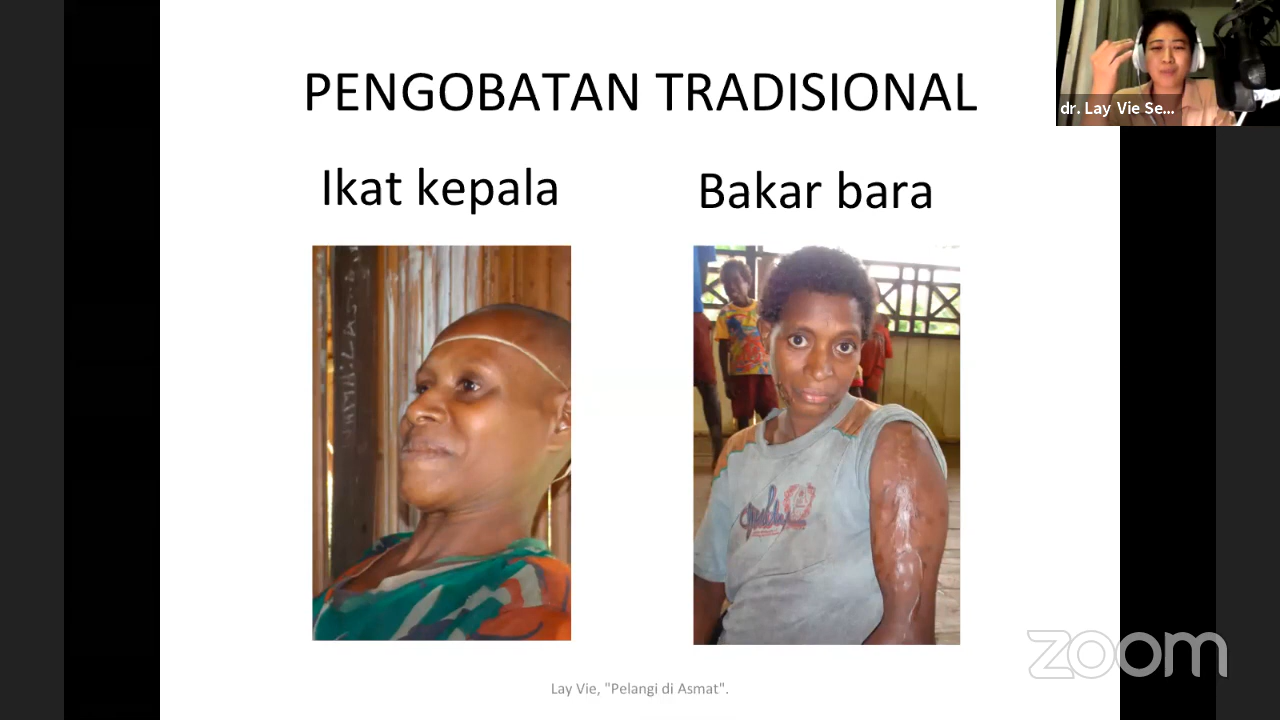 PENGOBATAN TRADISIONAL
dr. Lay Vie Se...
Ikat kepala
Bakar bara
zoom
Lay Vie, "Pelangi di Asmat".